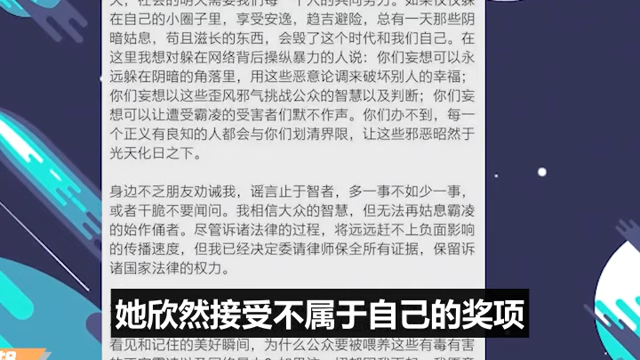 天，社会的明天需要我们每一个人的共同努力。如果仅仅躲
在自己的小圈子里，享受安逸，趋吉避险，总有一天那些阴
暗姑息，苟且滋长的东西，会毁了这个时代和我们自己。在
这里我想对躲在网络背后操纵暴力的人说：你们妄想可以永
远躲在阴暗的角落里，用这些恶意论调来破坏别人的幸福；
你们妄想以这些歪风邪气挑战公众的智慧以及判断；你们妄
想可以让遭受霸凌的受害者们默不作声。你们办不到，每一
个正义有良知的人都会与你们划清界限，让这些邪恶昭然于
光天化日之下。
身边不乏朋友劝诫我，谣言止于智者，多一事不如少一事，
或者干脆不要闻问。我相信大众的智慧，但无法再姑息霸凌
的始作俑者。尽管诉诸法律的过程，将远远赶不上负面影响
的传播速度，但我已经决定委请律师保全所有证据，保留诉
诸国家法律的权力。
她欣然接受不属于自己的奖项
看见和记住的美好瞬间，为什么公众要被喂养这些有毒有害